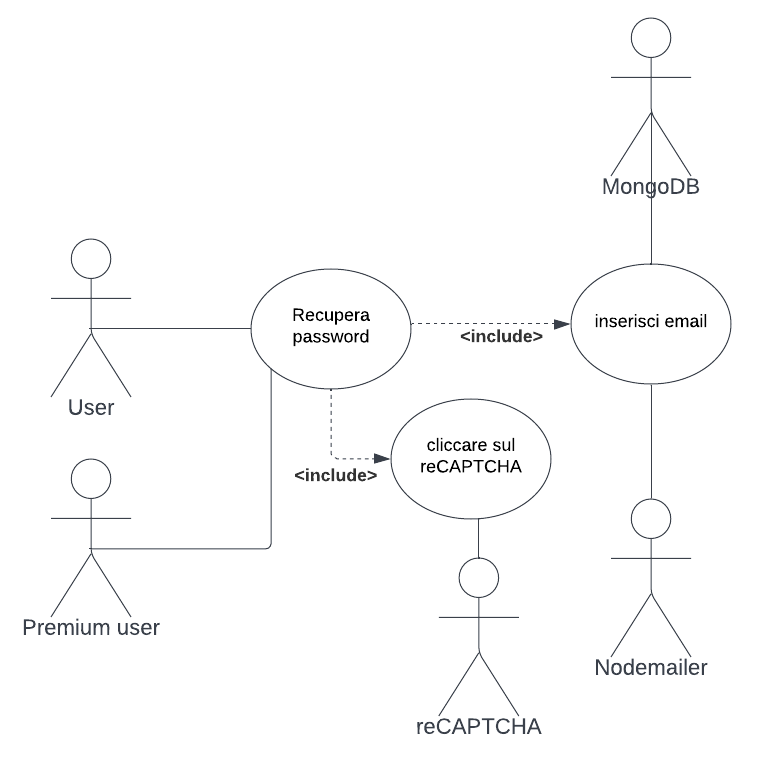 MongoDB
Recupera
password
inserisci email
<include>
User
cliccare sul
reCAPTCHA
<include>
Premium user
Nodemailer
reCAPTCHA